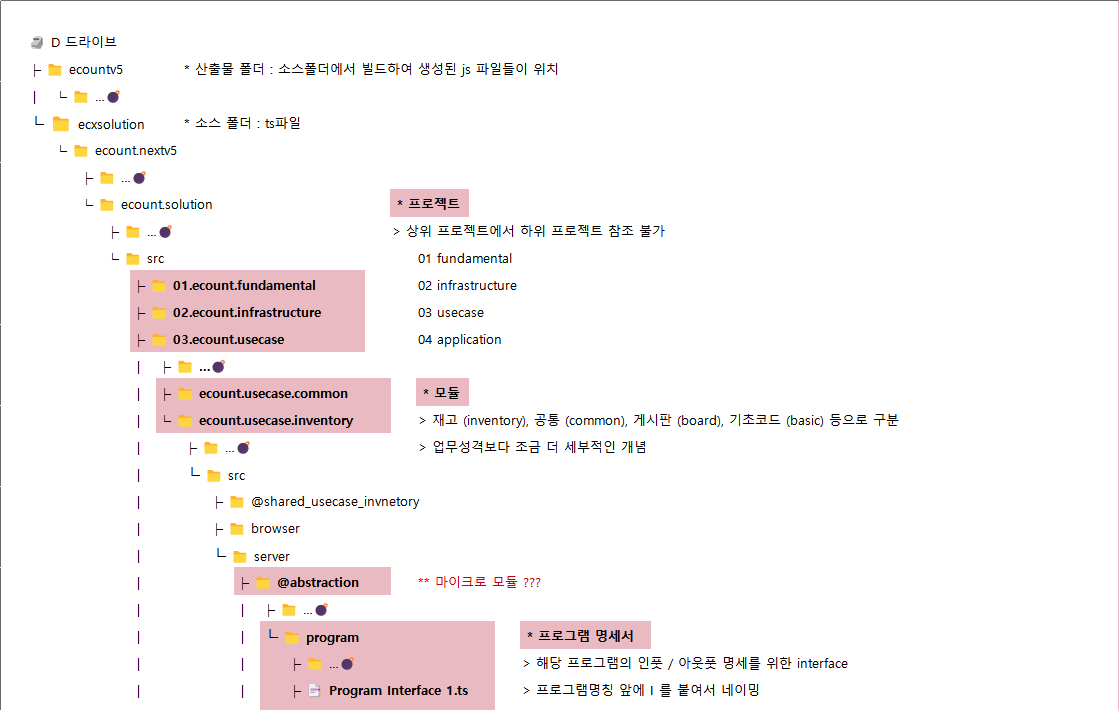 D 드라이브
ecountv5 * 산출물 폴더 : 소스폴더에서 빌드하여 생성된 js 파일들이 위치
...
ecxsolution * 소스 폴더 : ts파일
ecount.nextv5
...
ecount.solution * 프로젝트
... > 상위 프로젝트에서 하위 프로젝트 참조 불가
src 01 fundamental
01.ecount.fundamental 02 infrastructure
02.ecount.infrastructure 03 usecase
03.ecount.usecase 04 application
...
ecount.usecase.common * 모듈
ecount.usecase.inventory > 재고 (inventory), 공통 (common), 게시판 (board), 기초코드 (basic) 등으로 구분
... > 업무성격보다 조금 더 세부적인 개념
src
@shared_usecase_invnetory
browser
server
@abstraction ** 마이크로 모듈 ???
...
program * 프로그램 명세서
... > 해당 프로그램의 인풋 / 아웃풋 명세를 위한 interface
Program Interface 1.ts > 프로그램명칭 앞에 I 를 붙여서 네이밍